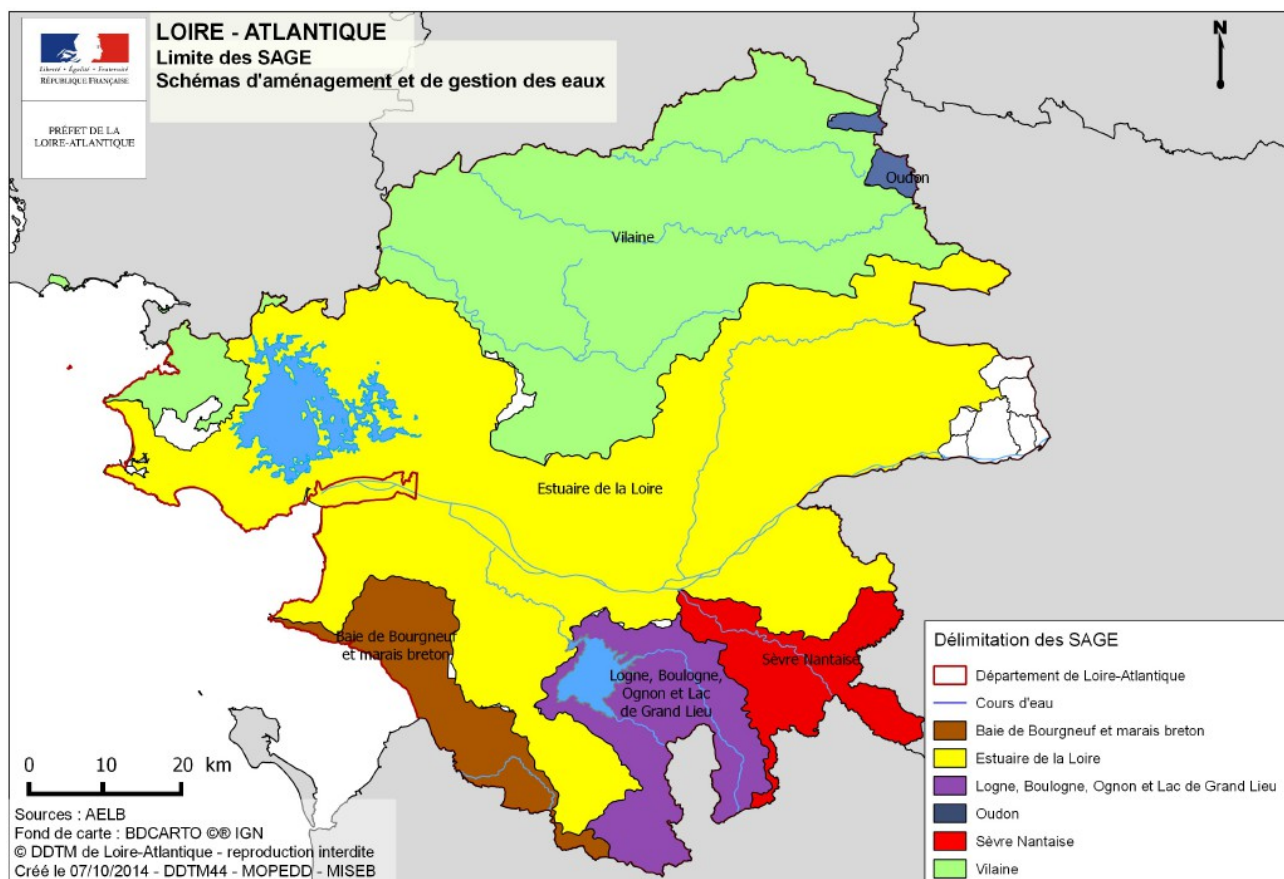 Liberté • Égalité • Fraternité
RÉPUBLIQUE FRANÇAISE
PRÉFET DE LA
LOIRE-ATLANTIQUE
LOIRE - ATLANTIQUE
Limite des SAGE
Schémas d'aménagement et de gestion des eaux
N
Oudon
Vilaine
Estuaire de la Loire
Baie de Bourgneuf
et marais breton
Sèvre Nantaise
Logne, Boulogne,
Ognon et Lac
de Grand Lieu
0 10 20 km
Sources : AELB
Fond de carte : BDCARTO ©® IGN
© DDTM de Loire-Atlantique - reproduction interdite
Créé le 07/10/2014 - DDTM44 - MOPEDD - MISEB
Délimitation des SAGE
Département de Loire-Atlantique
Cours d'eau
Baie de Bourgneuf et marais breton
Estuaire de la Loire
Logne, Boulogne, Ognon et Lac de Grand Lieu
Oudon
Sèvre Nantaise
Vilaine